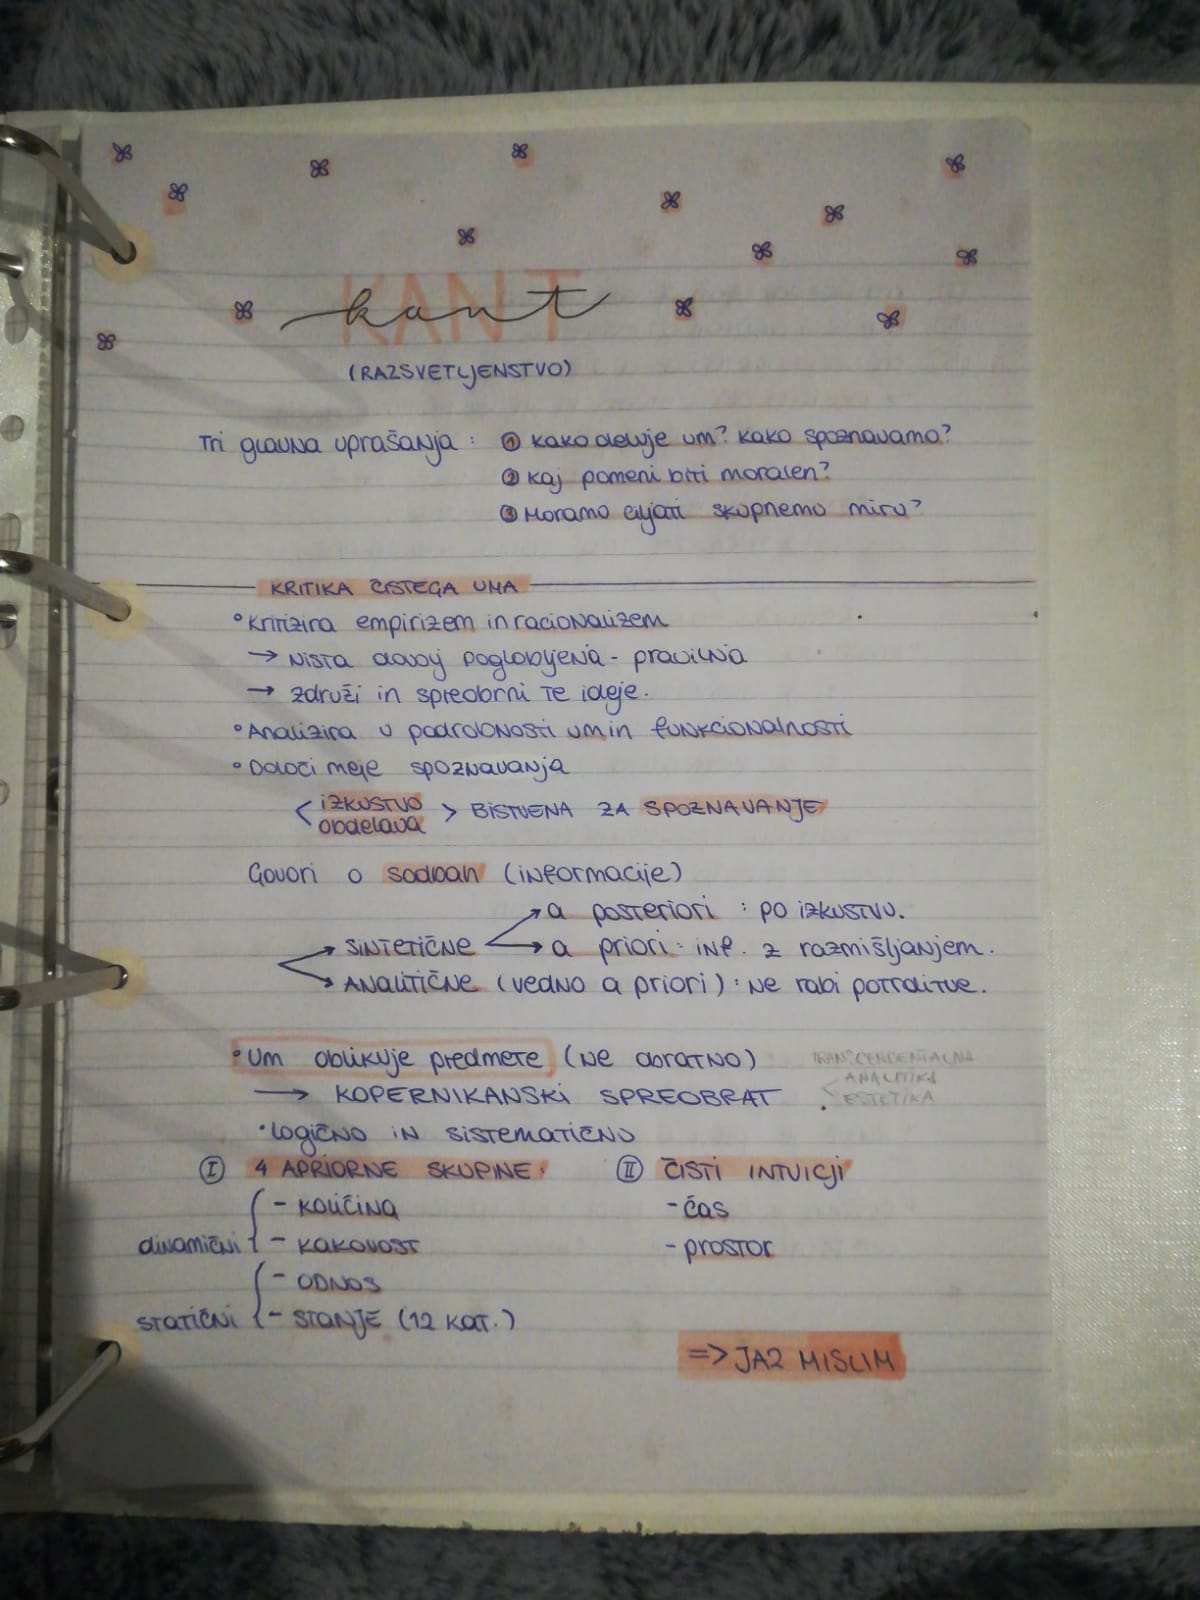 KANT
kant
(RAZSVETLJENSTVO)
Tri glavna vprašanja : ① kako deluje um? kako spoznavamo?
② kaj pomeni biti moralen?
③ Moramo ciljati skupnemu miru?
KRITIKA ČISTEGA UMA
° Kritizira empirizem in racionalizem
→ Nista dovolj poglobljena - pravilna
→ združi in spreobrni te ideje.
° Analizira v podrobnosti um in funkcionalnosti
° Določi meje spoznavanja
< izkustvo
obdelava > BISTVENA ZA SPOZNAVANJE
Govori o sodbah (informacije)
a posteriori : po izkustvu.
SINTETIČNE a priori : inf. z razmišljanjem.
ANALITIČNE (vedno a priori) : ne rabi potrditve.
• Um oblikuje predmete (ne obratno) TRANSCENDENTALNA
→ KOPERNIKANSKI SPREOBRAT ANALITIKA
ESTETIKA
• logično in sistematično
Ⅰ 4 APRIORNE SKUPINE: Ⅱ ČISTI INTUICIJI
- KOLIČINA - čas
dinamični - KAKOVOST - prostor
- ODNOS
statični - STANJE (12 KAT.)
=> JAZ MISLIM